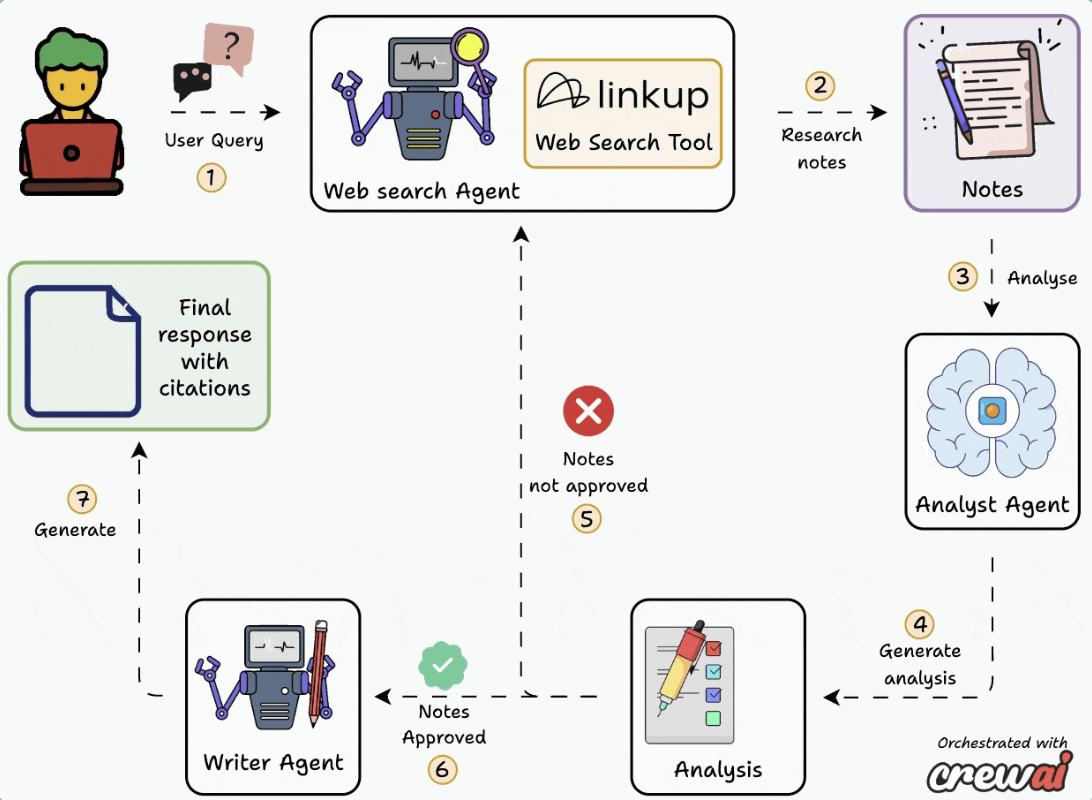 ?
User Query
1
linkup
Web Search Tool
Web search Agent
2
Research
notes
Notes
3
Analyse
Final
response
with
citations
Analyst Agent
Notes
not approved
5
7
Generate
4
Generate
analysis
Notes
Approved
6
Writer Agent
Analysis
Orchestrated with
crewai